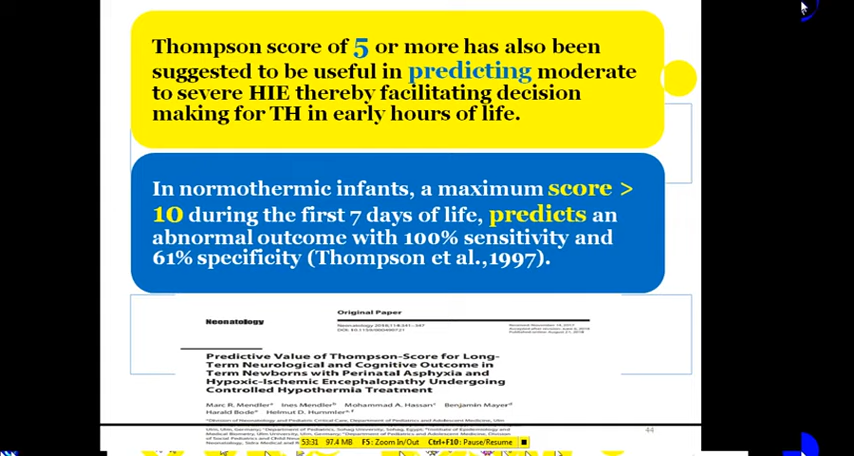 Thompson score of 5 or more has also been
suggested to be useful in predicting moderate
to severe HIE thereby facilitating decision
making for TH in early hours of life.
In normothermic infants, a maximum score >
10 during the first 7 days of life, predicts an
abnormal outcome with 100% sensitivity and
61% specificity (Thompson et al.,1997).
Original Paper
Neonatology
Predictive Value of Thompson-Score for Long-
Term Neurological and Cognitive Outcome in
Term Newborns with Perinatal Asphyxia and
Hypoxic-Ischemic Encephalopathy Undergoing
Controlled Hypothermia Treatment
Marc R. Mendler Ines Mendler Mohammad A. Hassan Benjamin Mayer
Harald Bode Helmut D. Hummler
44
53:31 97.4 MB F5: Zoom In/Out Ctrl+F10: Pause/Resume